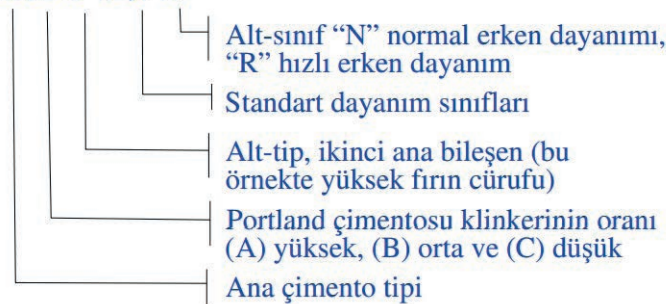 Alt-sınıf “N” normal erken dayanımı,
“R” hızlı erken dayanım
Standart dayanım sınıfları
Alt-tip, ikinci ana bileşen (bu
örnekte yüksek fırın cürufu)
Portland çimentosu klinkerinin oranı
(A) yüksek, (B) orta ve (C) düşük
Ana çimento tipi